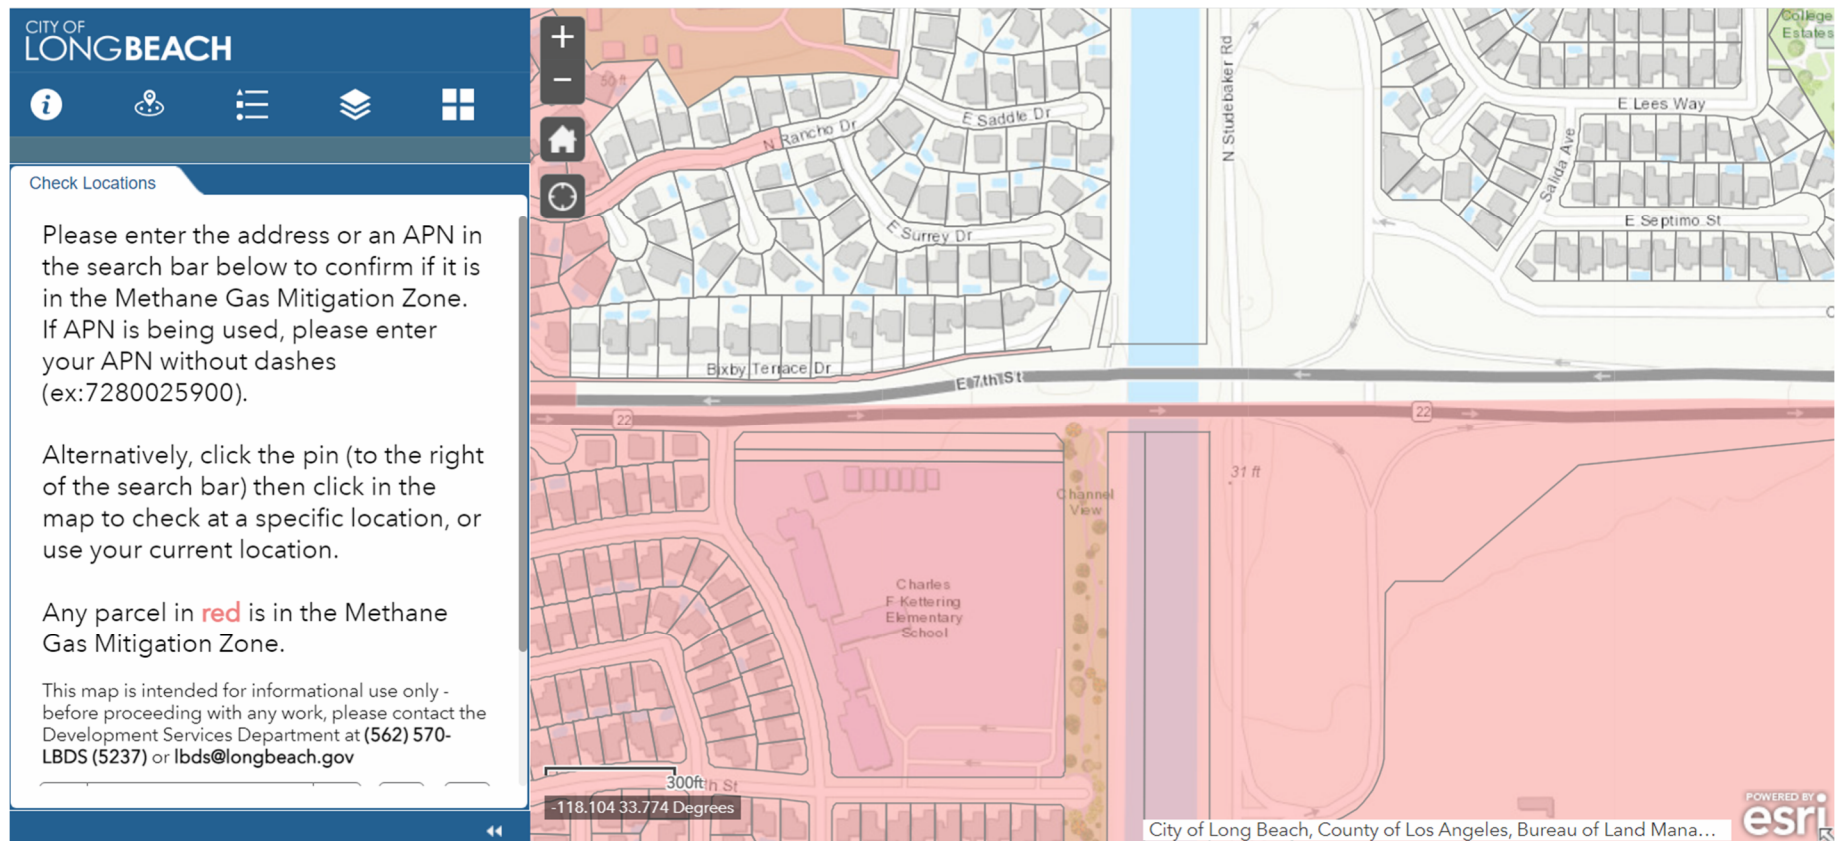 CITY OF
LONGBEACH
Check Locations
Please enter the address or an APN in
the search bar below to confirm if it is
in the Methane Gas Mitigation Zone.
If APN is being used, please enter
your APN without dashes
(ex:7280025900).
Alternatively, click the pin (to the right
of the search bar) then click in the
map to check at a specific location, or
use your current location.
Any parcel in red is in the Methane
Gas Mitigation Zone.
This map is intended for informational use only -
before proceeding with any work, please contact the
Development Services Department at (562) 570-
LBDS (5237) or lbds@longbeach.gov
50 ft
N Rancho Dr
E Saddle Dr
E Surrey Dr
Bixby Terrace Dr
E 7th St
N Studebaker Rd
E Lees Way
Salida Ave
E Septimo St
College
Estates
22
22
31 ft
Channel
View
Charles
F Kettering
Elementary
School
300ft
h St
-118.104 33.774 Degrees
City of Long Beach, County of Los Angeles, Bureau of Land Mana...
POWERED BY
esri